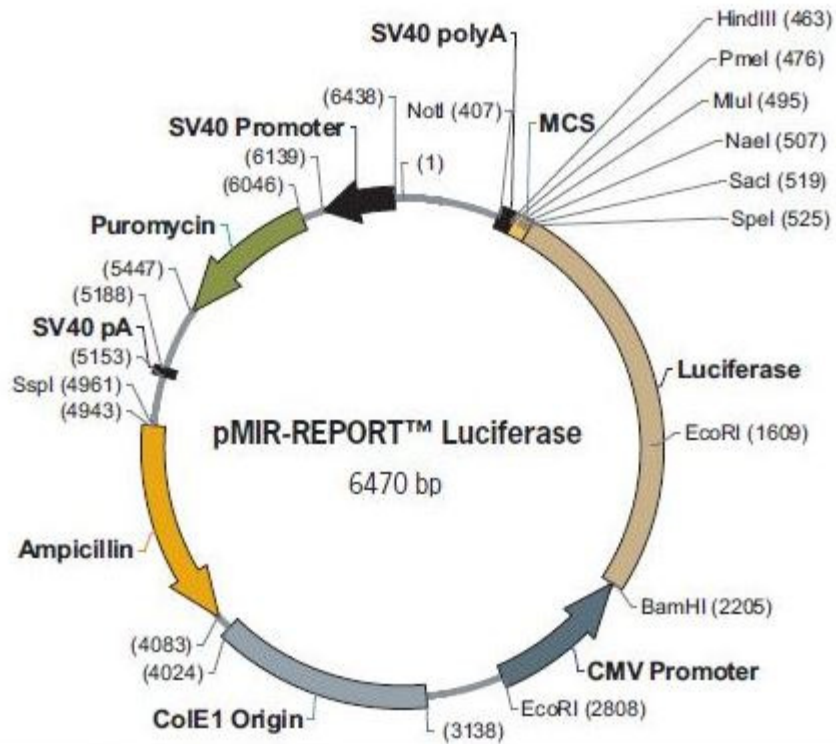 HindIII (463)
SV40 polyA
PmeI (476)
(6438)
NotI (407)
MluI (495)
SV40 Promoter
MCS
NaeI (507)
(6139)
(1)
(6046)
SacI (519)
Puromycin
SpeI (525)
(5447)
(5188)
SV40 pA
(5153)
Luciferase
SspI (4961)
(4943)
pMIR-REPORT™ Luciferase
EcoRI (1609)
6470 bp
Ampicillin
BamHI (2205)
(4083)
(4024)
CMV Promoter
EcoRI (2808)
ColE1 Origin
(3138)